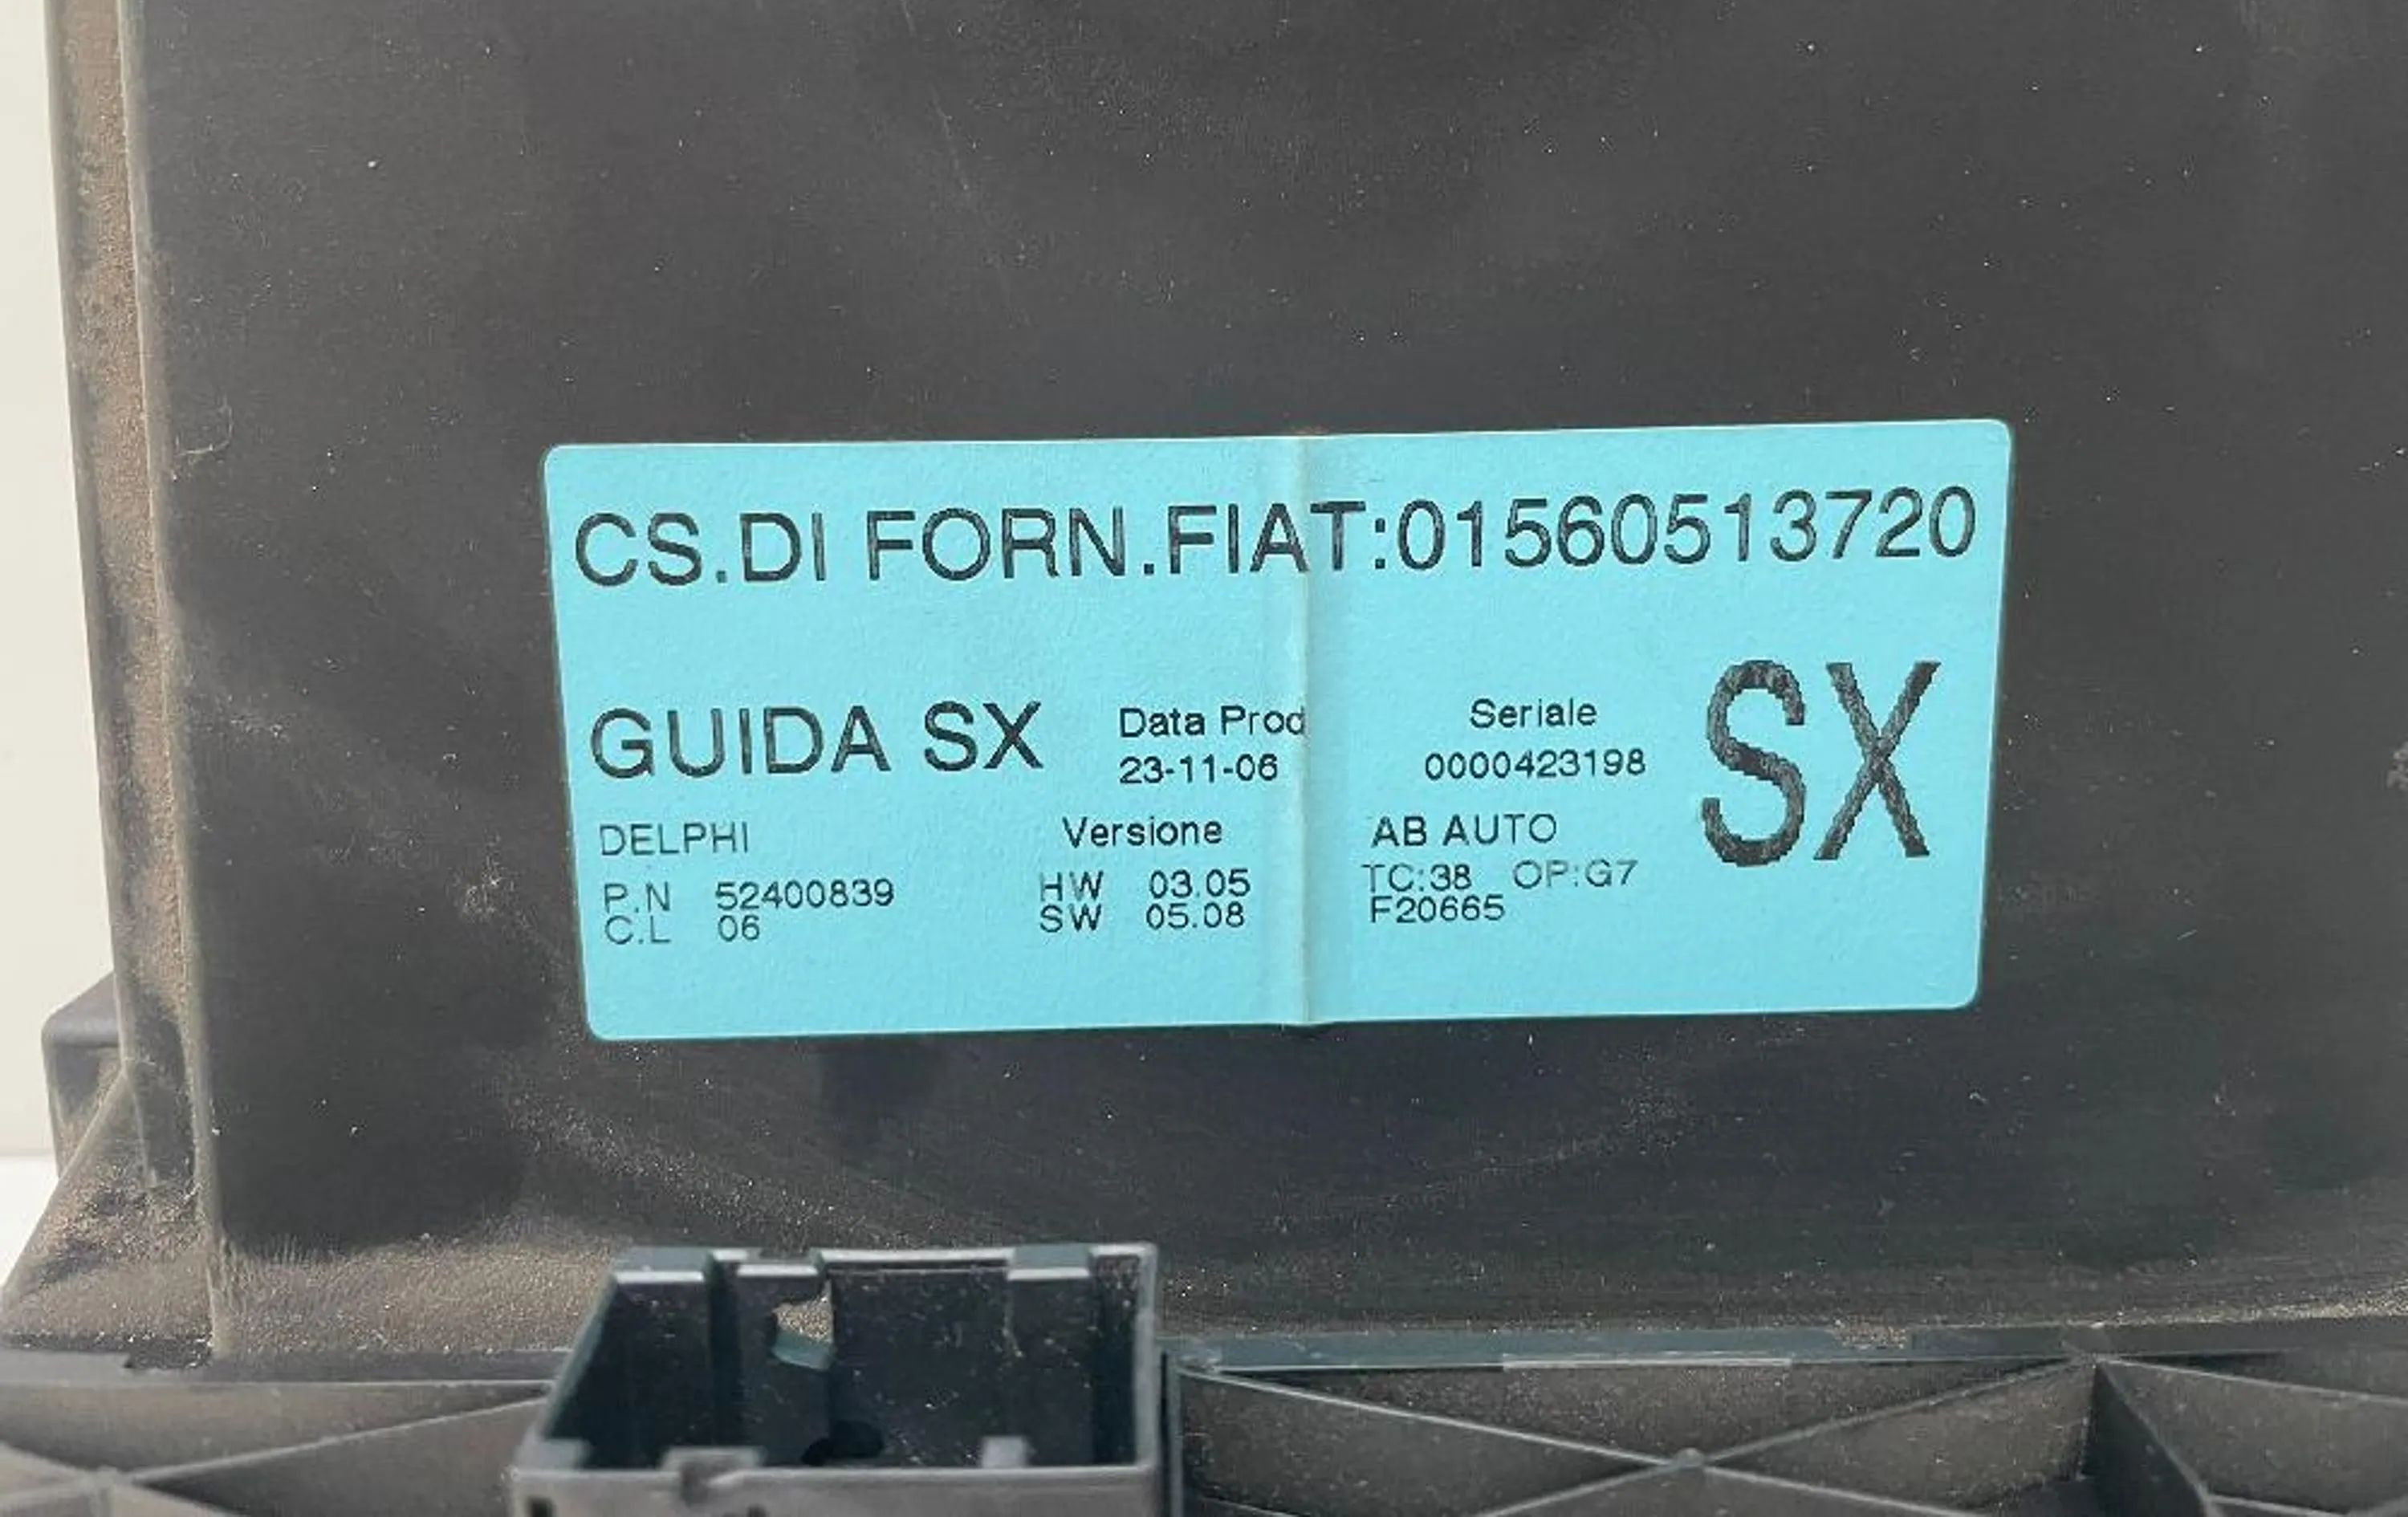 CS.DI FORN.FIAT:01560513720
GUIDA SX
Data Prod
23-11-06
Seriale
0000423198
SX
DELPHI
P.N 52400839
C.L 06
Versione
HW 03.05
SW 05.08
AB AUTO
TC:38 OP:G7
F20665